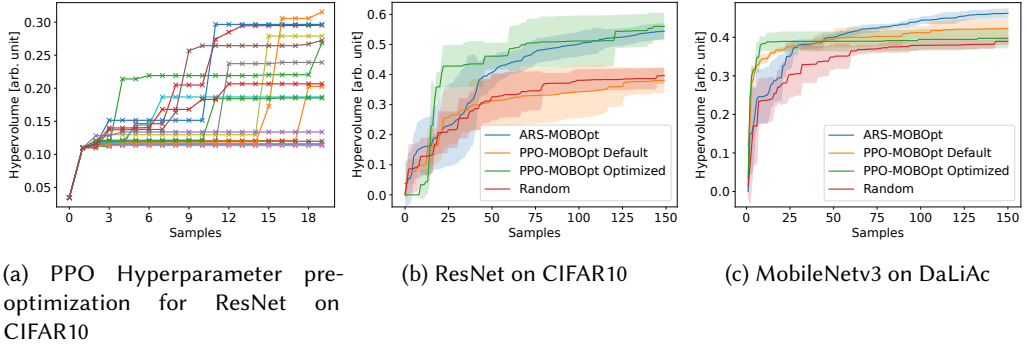 Hypervolume [arb. unit]
0.30
0.25
0.20
0.15
0.10
0.05
0 3 6 9 12 15 18
Samples
Hypervolume [arb. unit]
0.6
0.5
0.4
0.3
0.2
0.1
0.0
ARS-MOBOpt
PPO-MOBOpt Default
PPO-MOBOpt Optimized
Random
0 25 50 75 100 125 150
Samples
Hypervolume [arb. unit]
0.4
0.3
0.2
0.1
0.0
ARS-MOBOpt
PPO-MOBOpt Default
PPO-MOBOpt Optimized
Random
0 25 50 75 100 125 150
Samples
(a) PPO Hyperparameter pre-
optimization for ResNet on
CIFAR10
(b) ResNet on CIFAR10
(c) MobileNetv3 on DaLiAc